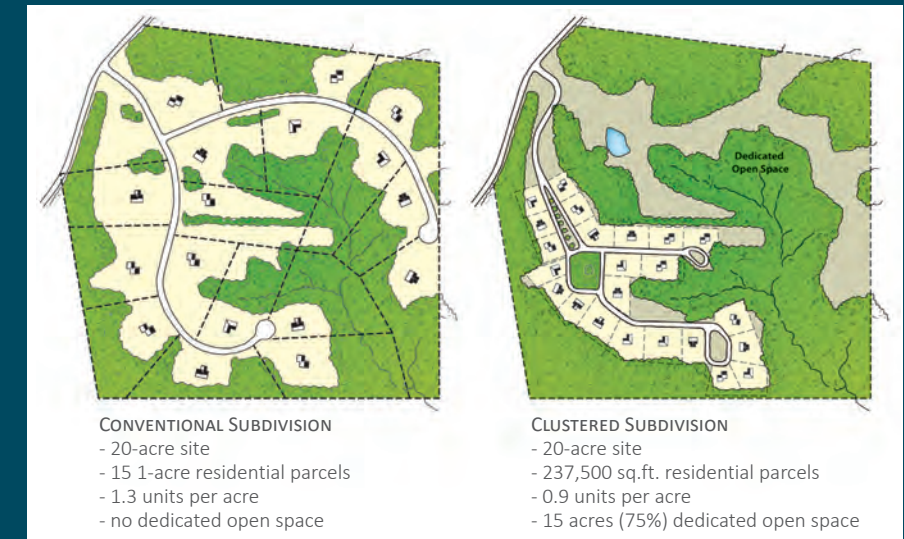 Dedicated
Open Space
CONVENTIONAL SUBDIVISION
- 20-acre site
- 15 1-acre residential parcels
- 1.3 units per acre
- no dedicated open space
CLUSTERED SUBDIVISION
- 20-acre site
- 237,500 sq.ft. residential parcels
- 0.9 units per acre
- 15 acres (75%) dedicated open space